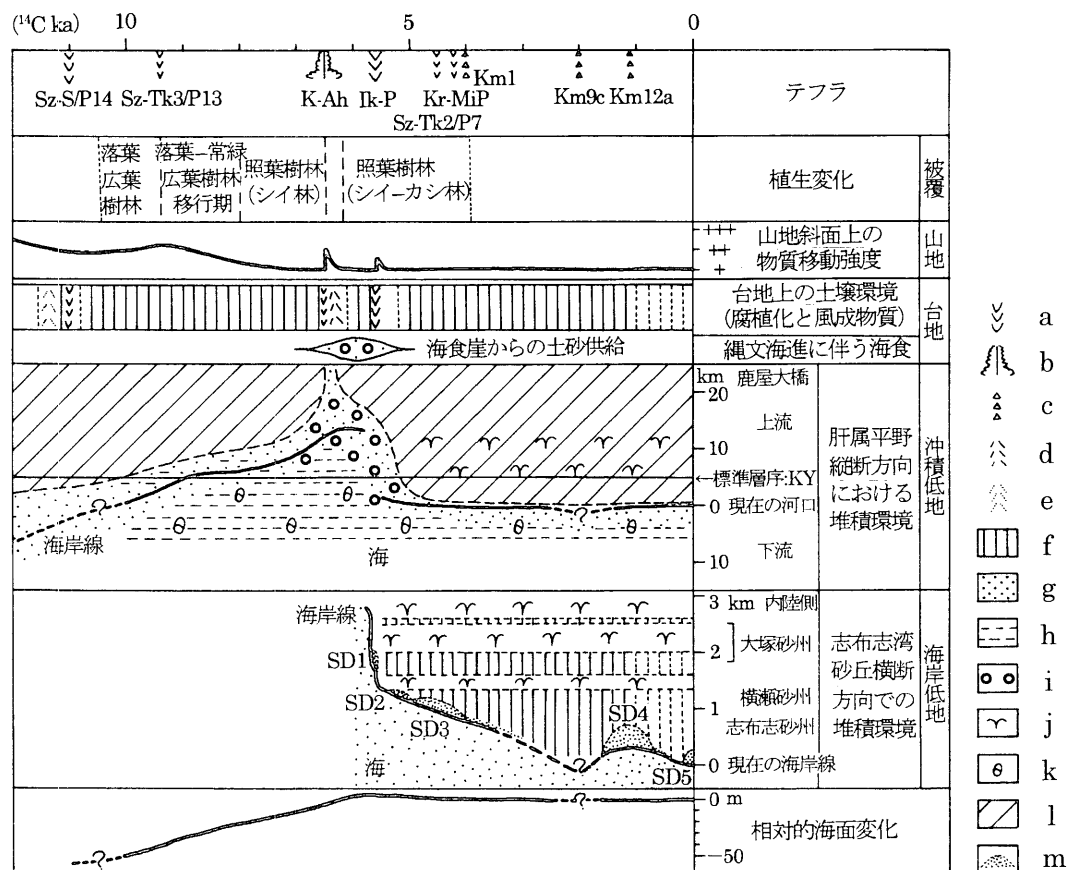 (¹⁴C ka) 10 5 0
Sz-S/P14 Sz-Tk3/P13 K-Ah Ik-P Kr-MiP Km1 Km9c Km12a
Sz-Tk2/P7
テフラ
落葉広葉樹林
落葉−常緑広葉樹林移行期
照葉樹林
(シイ林)
照葉樹林
(シイ−カシ林)
植生変化
被覆
山地斜面上の
物質移動強度
山地
台地上の土壌環境
(腐植化と風成物質)
台地
海食崖からの土砂供給
縄文海進に伴う海食
km 鹿屋大橋
20
上流
10
←標準層序:KY
0 現在の河口
下流
10
海岸線
海
肝属平野
縦断方向
における
堆積環境
沖積低地
3 km 内陸側
海岸線
大塚砂州
SD1
2
SD2
横瀬砂州
1
SD3
SD4
志布志砂州
0 現在の海岸線
SD5
海
志布志湾
砂丘横断
方向での
堆積環境
海岸低地
0 m
相対的海面変化
−50
?
?
?
?
?
a
b
c
d
e
f
g
h
i
j
k
l
m